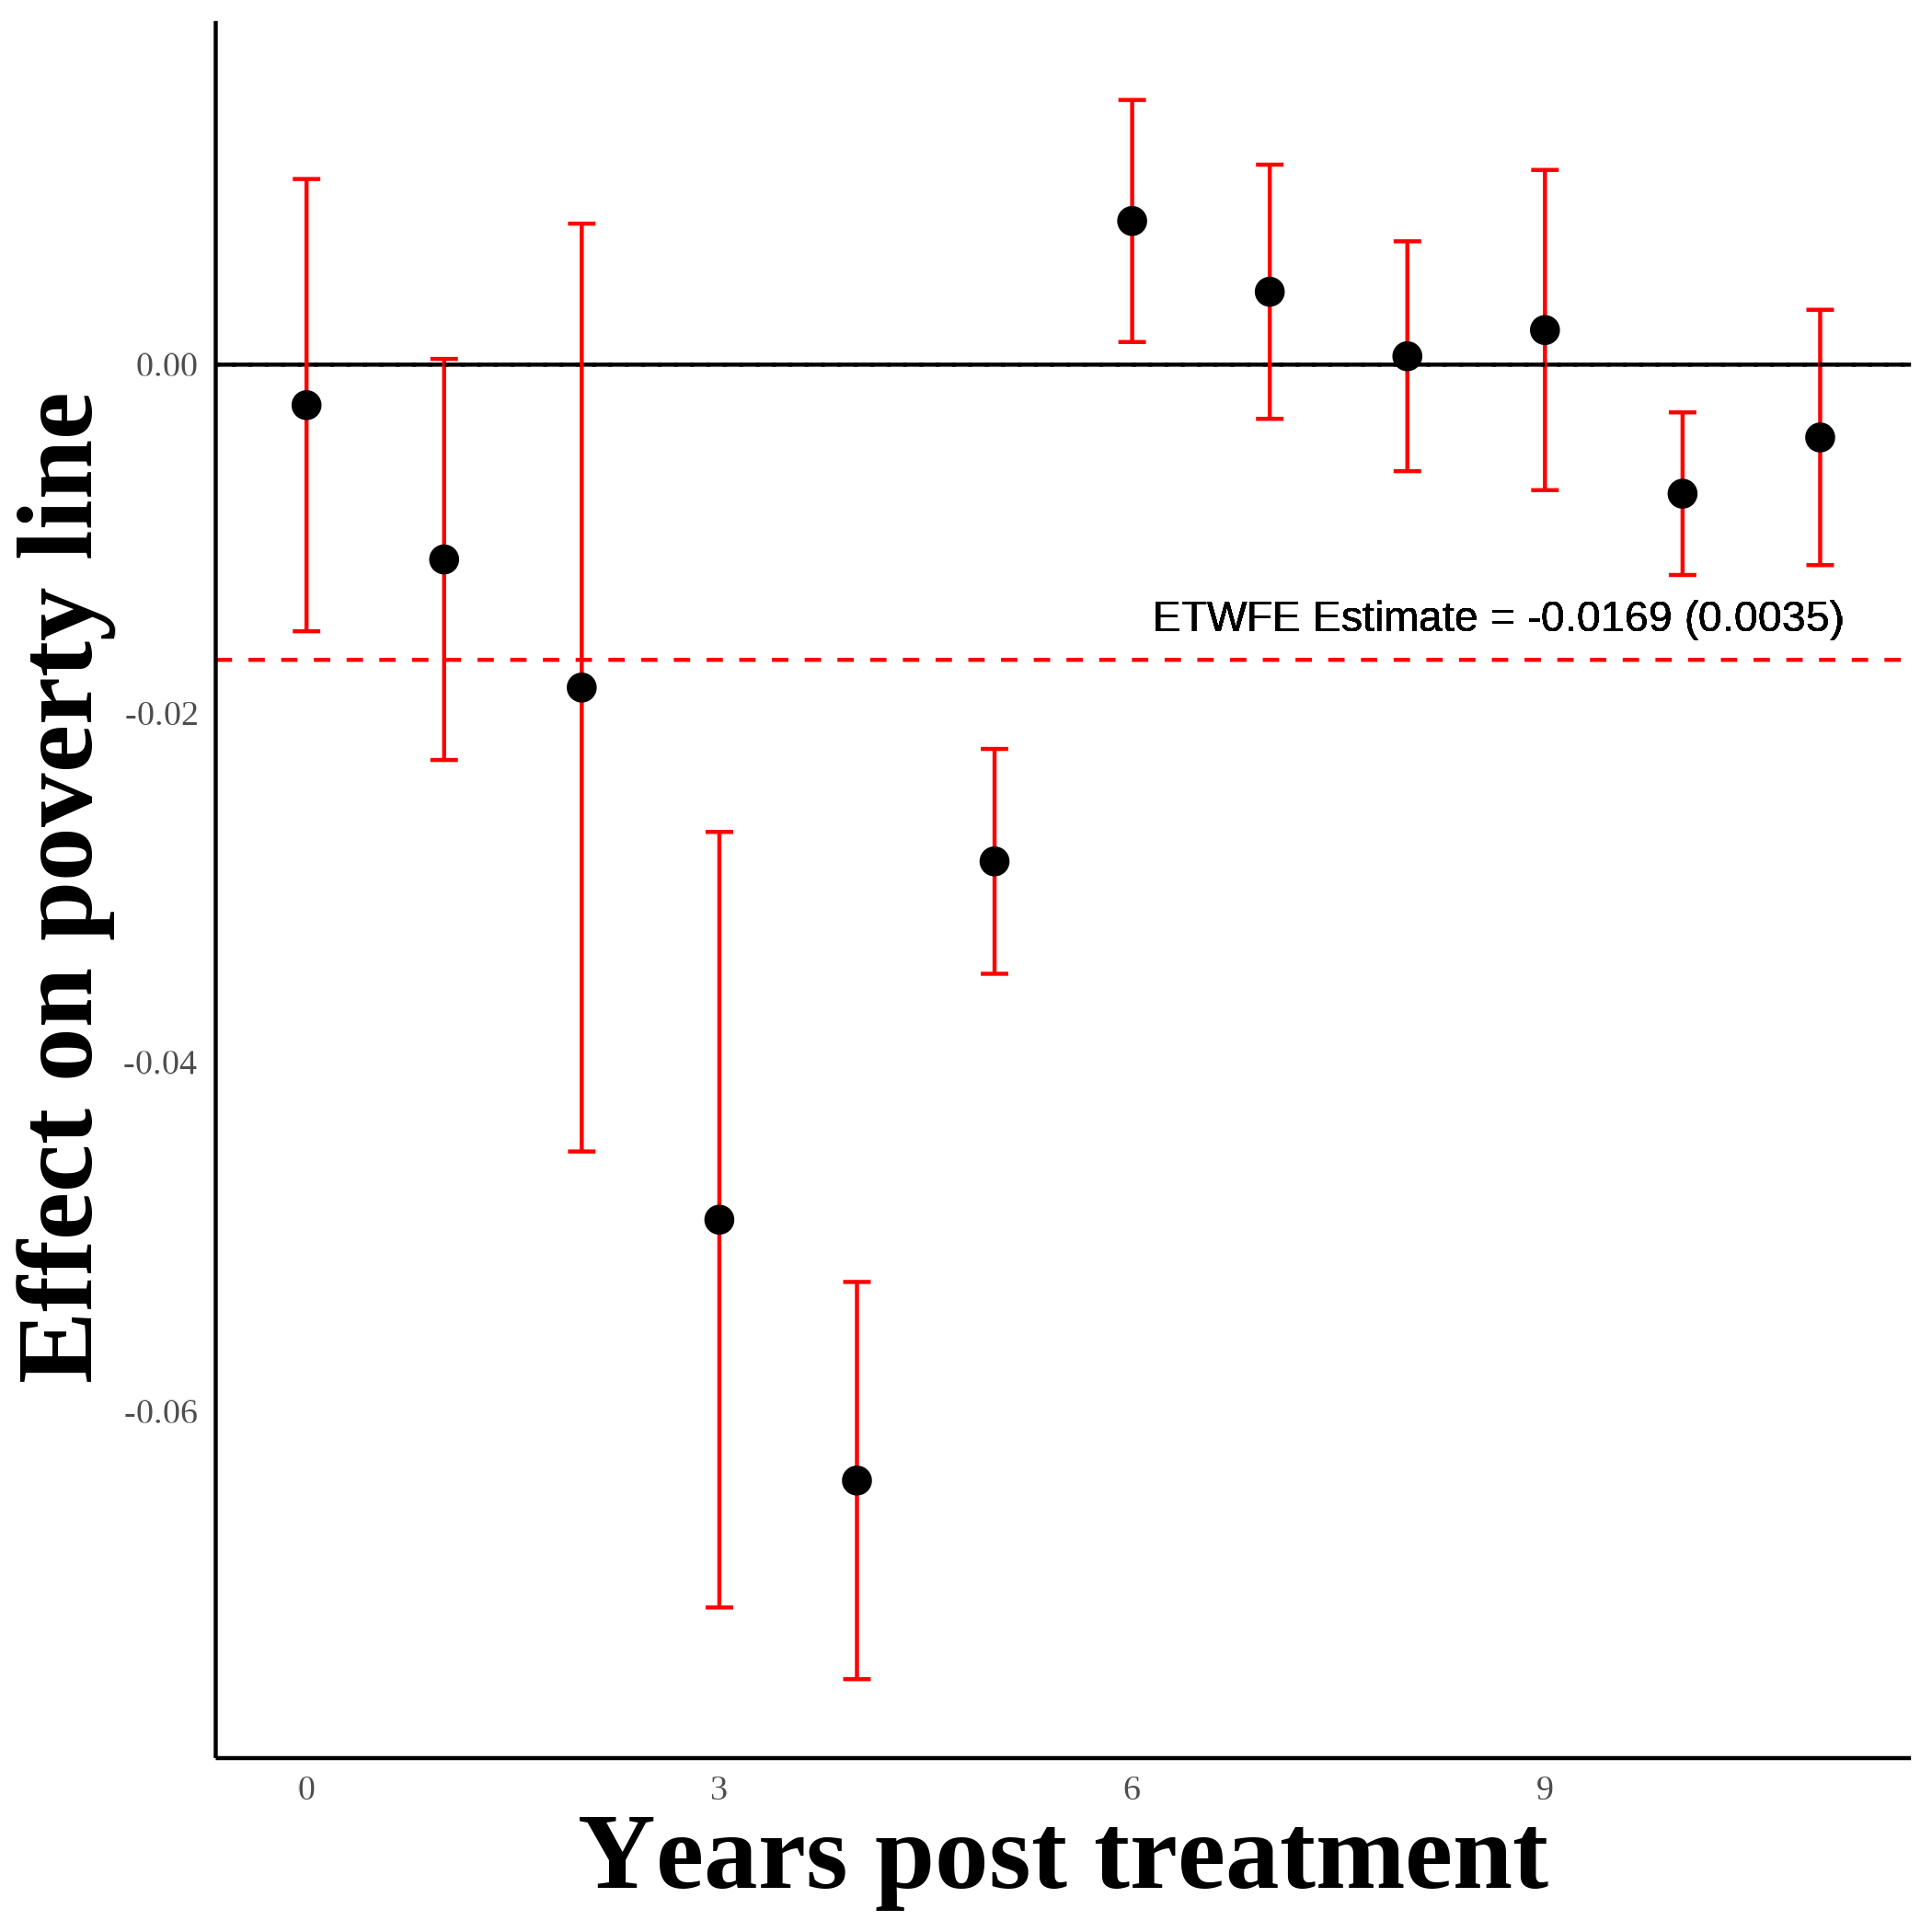 Effect on poverty line
0.00
-0.02
-0.04
-0.06
ETWFE Estimate = -0.0169 (0.0035)
0 3 6 9
Years post treatment